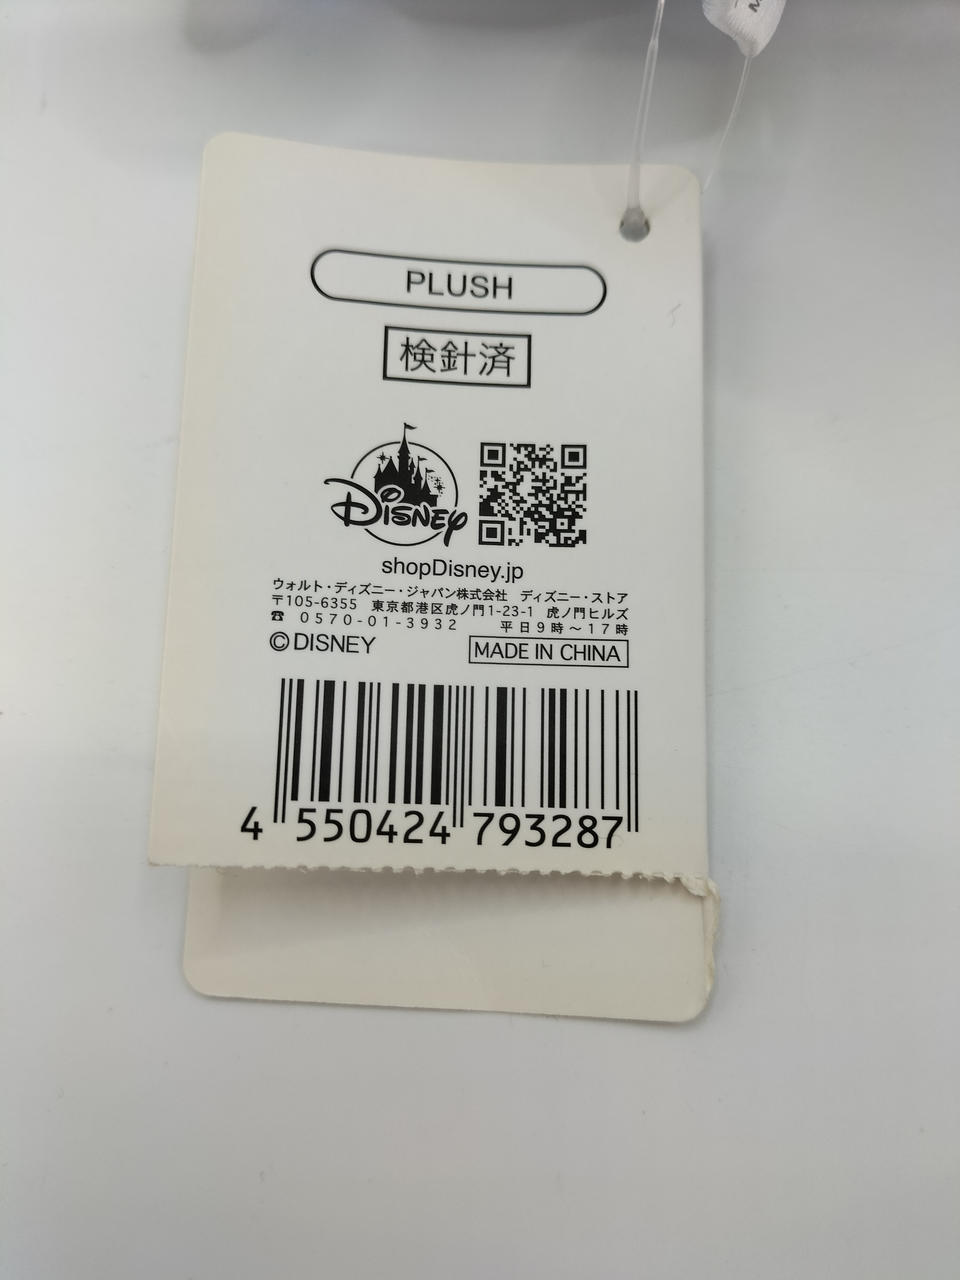 PLUSH
検針済
DISNEY
shopDisney.jp
ウォルト・ディズニー・ジャパン株式会社 ディズニー・ストア
〒105-6355 東京都港区虎ノ門1-23-1 虎ノ門ヒルズ
☎ 0570-01-3932 平日9時〜17時
©DISNEY MADE IN CHINA
4 550424 793287